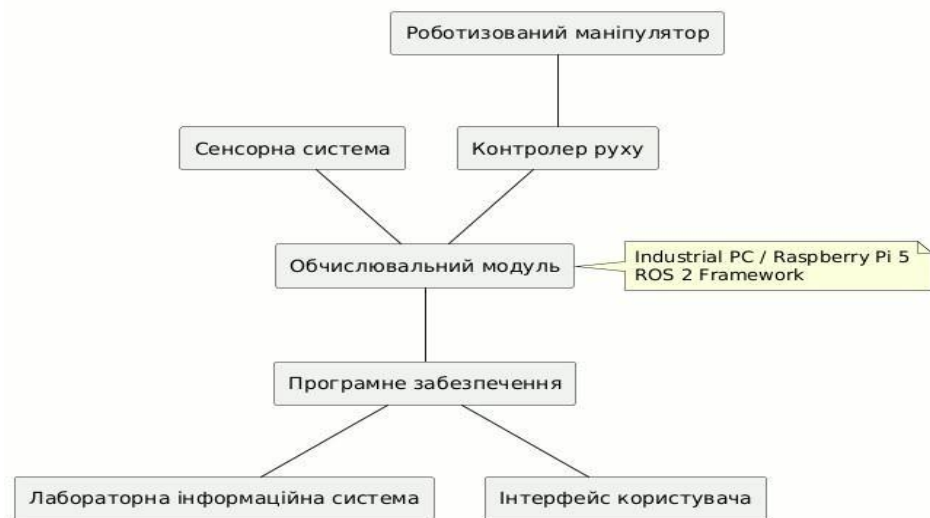 Роботизований маніпулятор
Сенсорна система
Контролер руху
Обчислювальний модуль
Industrial PC / Raspberry Pi 5
ROS 2 Framework
Програмне забезпечення
Лабораторна інформаційна система
Інтерфейс користувача